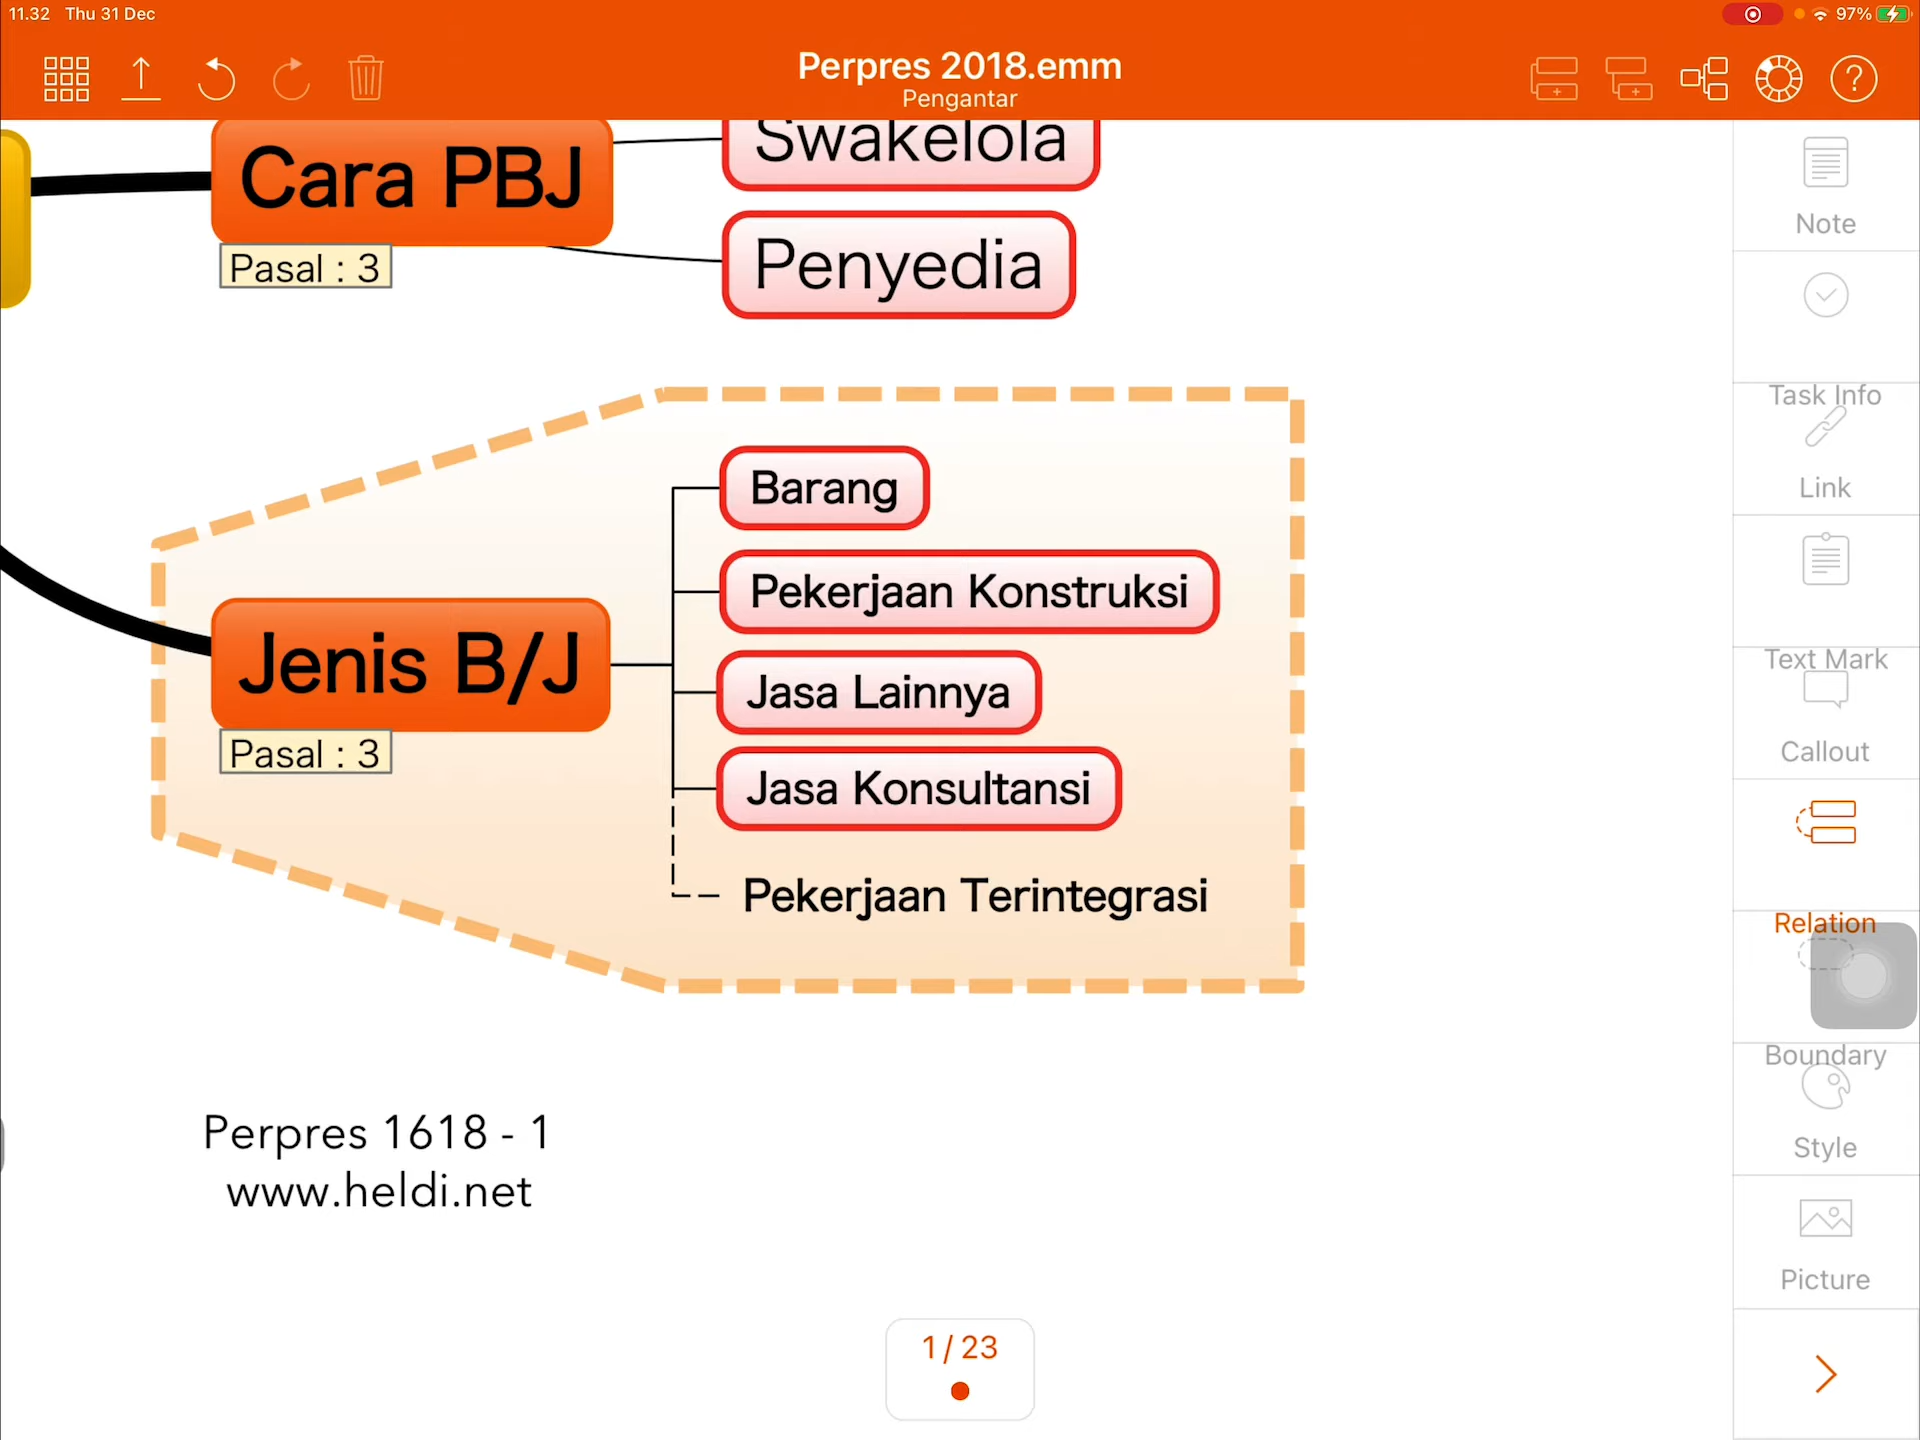 11.32 Thu 31 Dec
97%
Perpres 2018.emm
Pengantar
Cara PBJ
Pasal : 3
Swakelola
Penyedia
Jenis B/J
Pasal : 3
Barang
Pekerjaan Konstruksi
Jasa Lainnya
Jasa Konsultansi
Pekerjaan Terintegrasi
Perpres 1618 - 1
www.heldi.net
1 / 23
Note
Task Info
Link
Text Mark
Callout
Relation
Boundary
Style
Picture